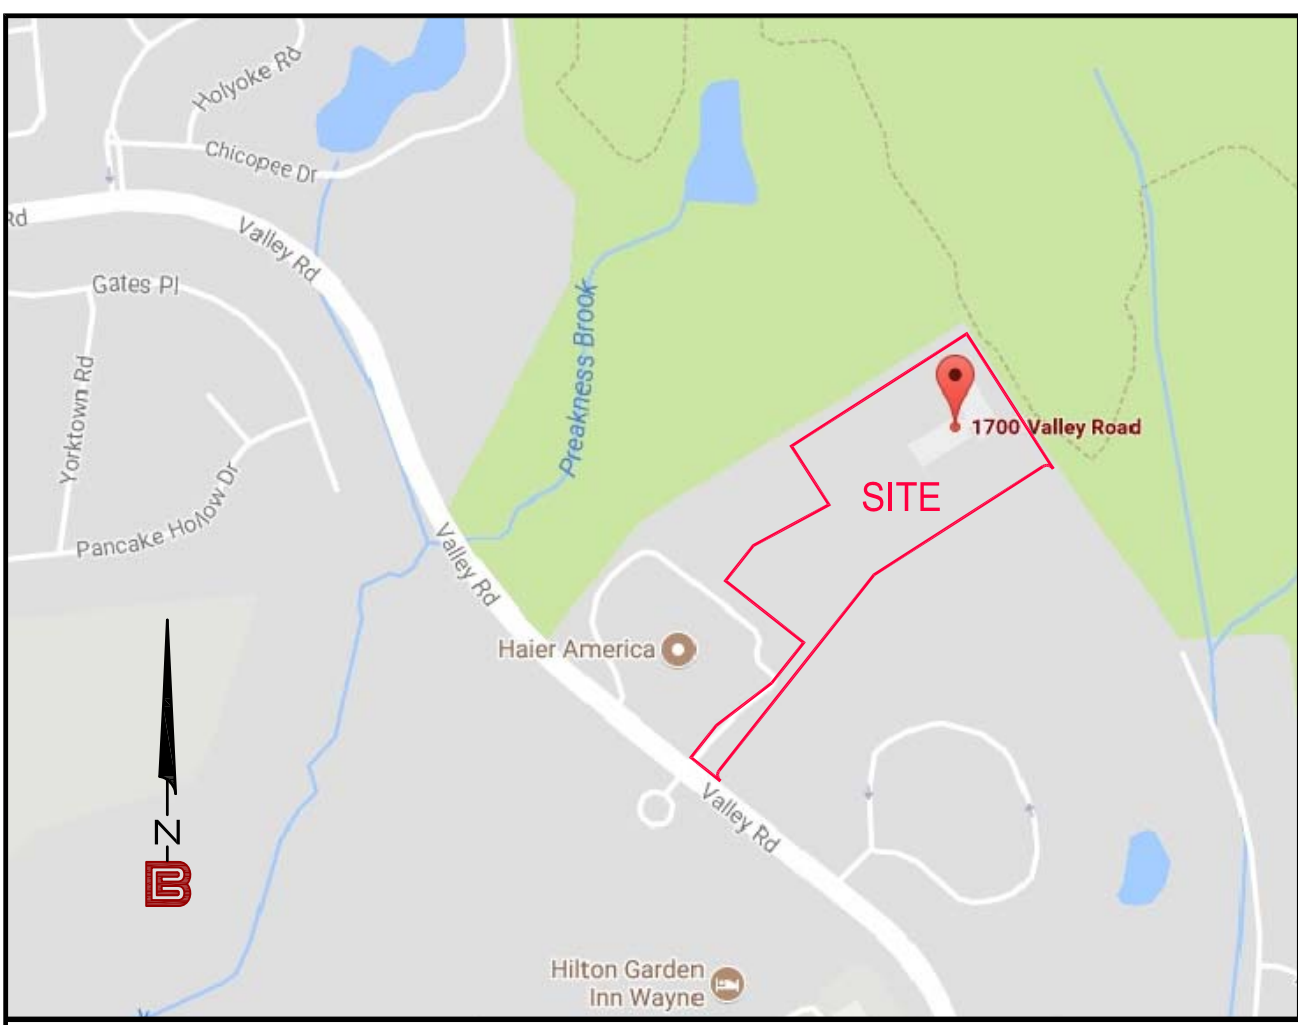 Holyoke Rd
Chicopee Dr
Rd
Valley Rd
Gates Pl
Yorktown Rd
Preakness Brook
1700 Valley Road
Pancake Hollow Dr
SITE
Valley Rd
Haier America
N
B
Valley Rd
Hilton Garden
Inn Wayne
k